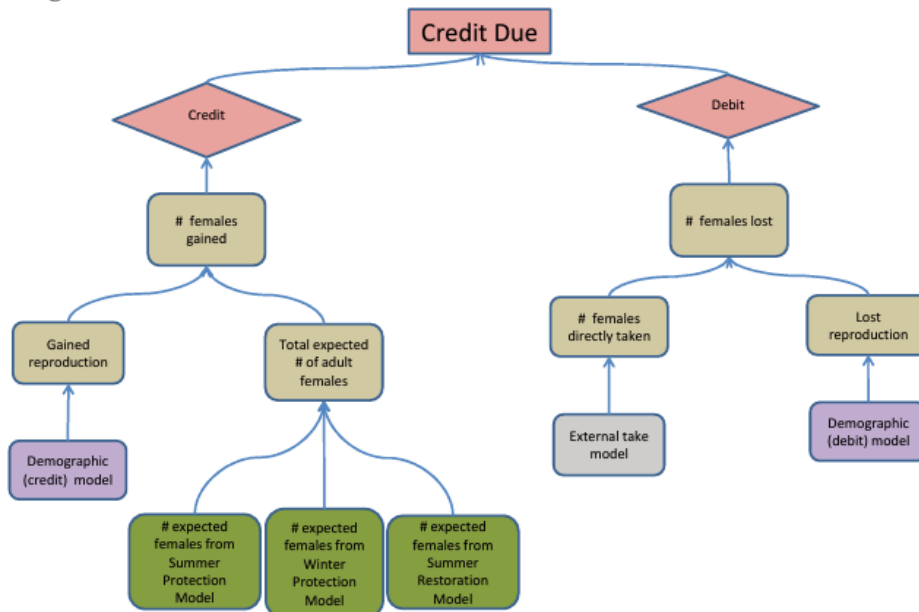 Credit Due
Credit
Debit
# females
gained
# females lost
Gained
reproduction
Total expected
# of adult
females
# females
directly taken
Lost
reproduction
Demographic
(credit) model
External take
model
Demographic
(debit) model
# expected
females from
Summer
Protection
Model
# expected
females from
Winter
Protection
Model
# expected
females from
Summer
Restoration
Model